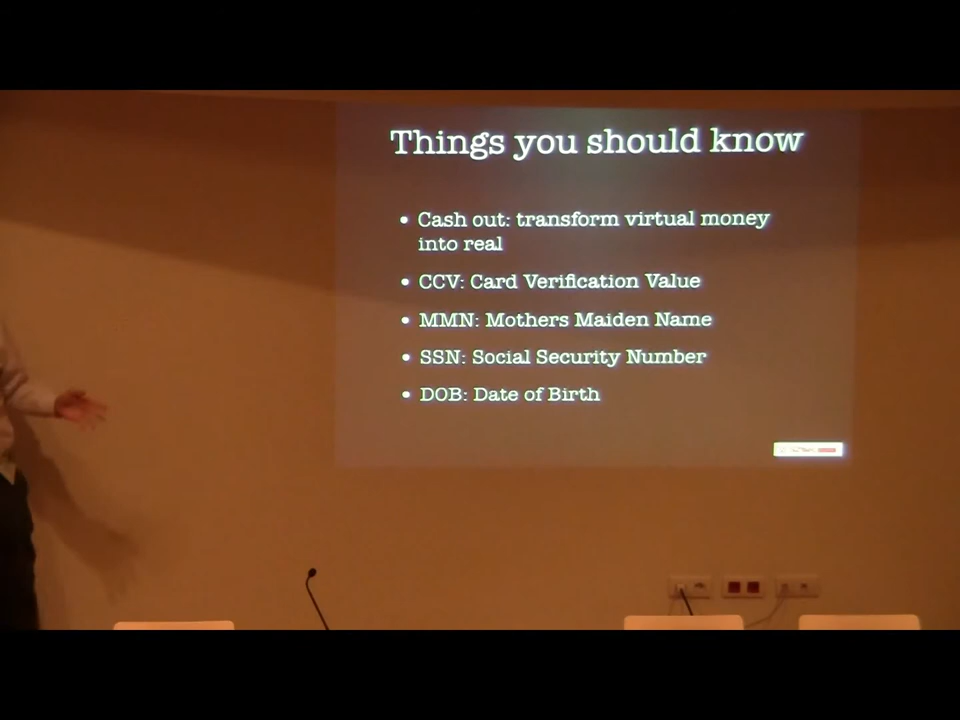 Things you should know
• Cash out: transform virtual money
into real
• CCV: Card Verification Value
• MMN: Mothers Maiden Name
• SSN: Social Security Number
• DOB: Date of Birth